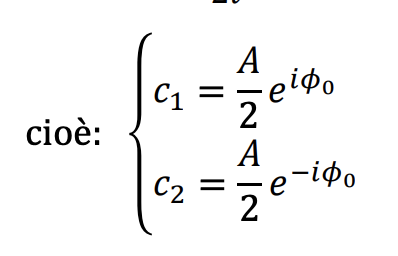 cioè: { c₁ = A/2 e^{iϕ₀}
c₂ = A/2 e^{−iϕ₀}